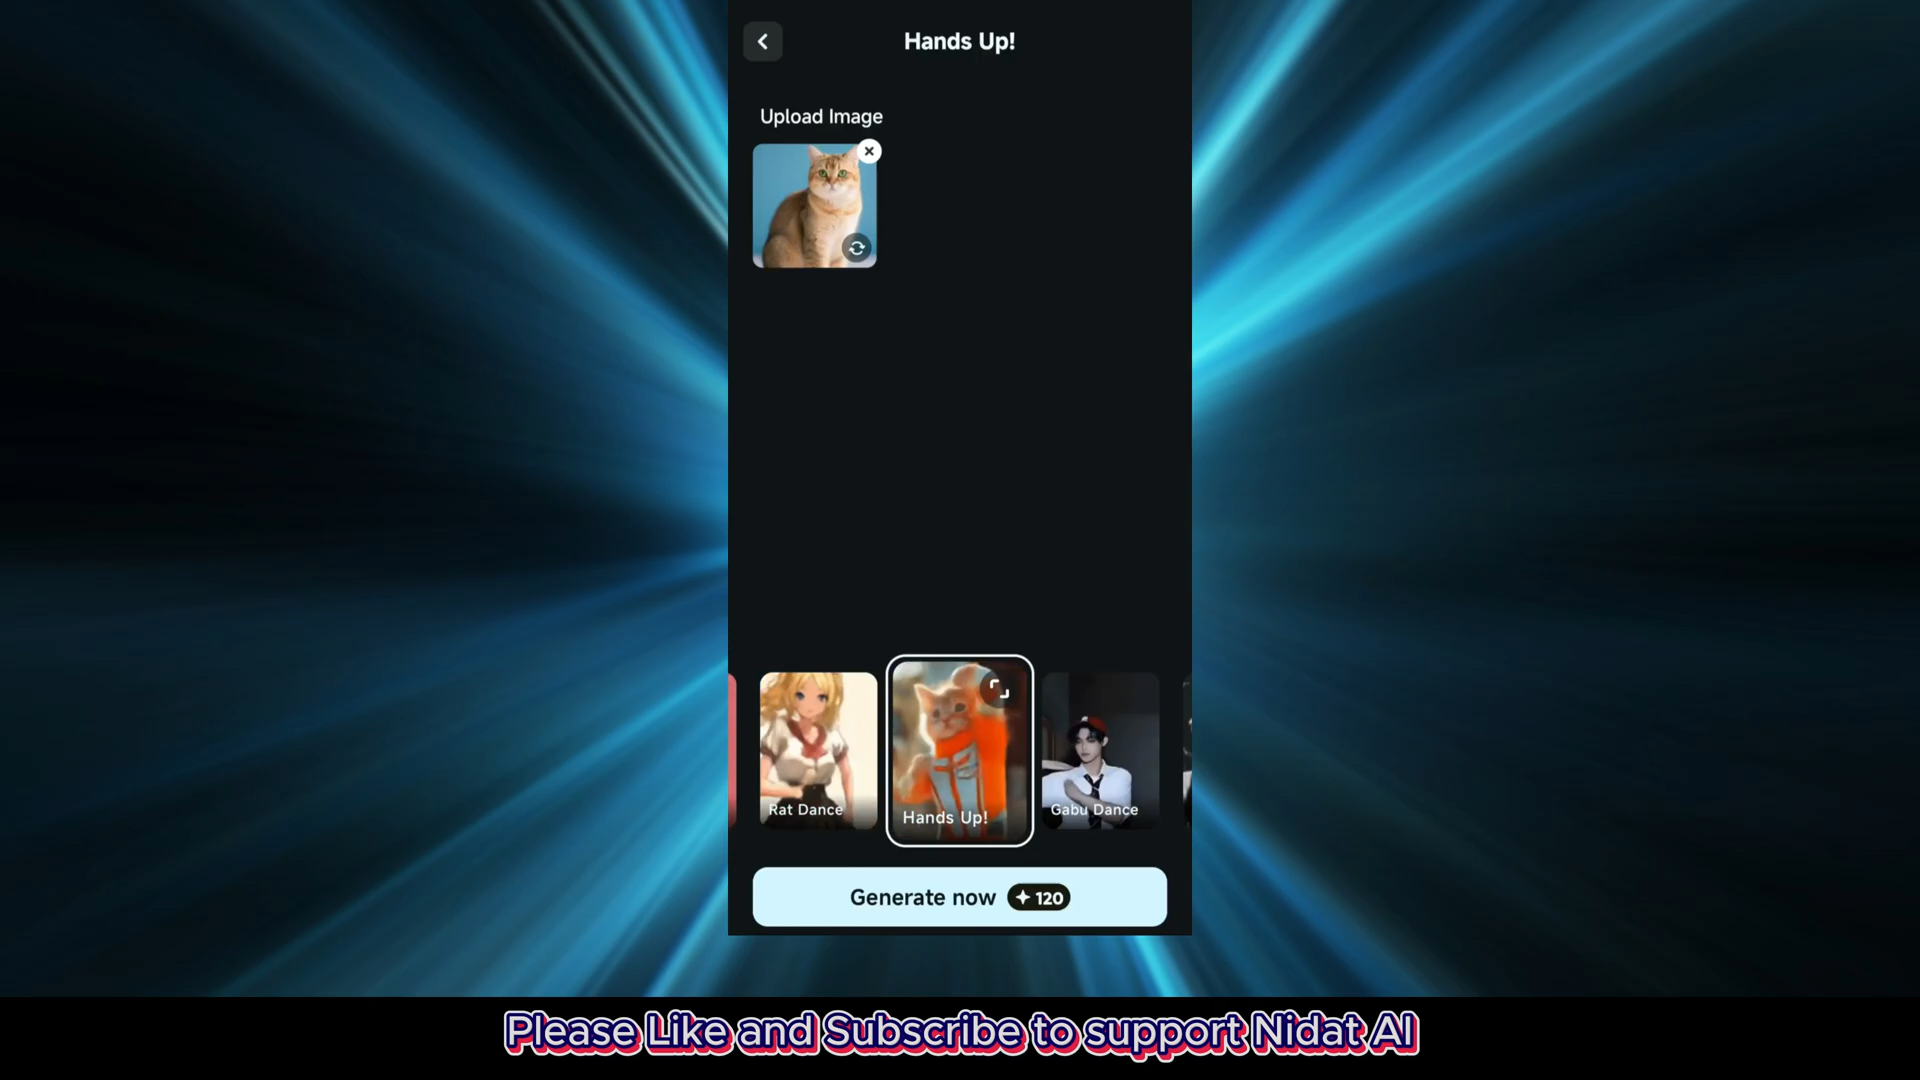 Hands Up!
Upload Image
Rat Dance
Hands Up!
Gabu Dance
Generate now 120
Please Like and Subscribe to support Nidat AI